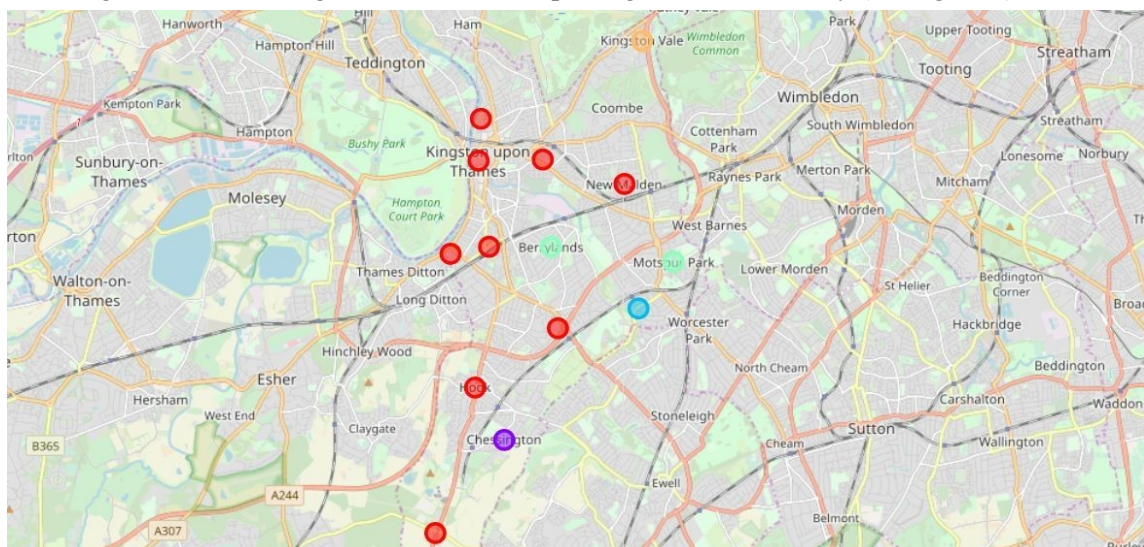 Hanworth
Hill
Ham
Kingston Vale
Wimbledon
Common
Park
Upper Tooting
Streatham
Hampton Hill
Teddington
Tooting
Kempton Park
Coombe
Wimbledon
Hampton
Bushy Park
Cottenham
Park
South Wimbledon
Streatham
Sunbury-on-
Thames
Kingston upon
Thames
Lonesome
Norbury
Molesey
New Malden
Raynes Park
Merton Park
Mitcham
Hampton
Court Park
Morden
West Barnes
Berrylands
Thames Ditton
Motspur Park
Lower Morden
Walton-on-
Thames
St Helier
Beddington
Corner
Long Ditton
Worcester
Park
Hackbridge
Hinchley Wood
North Cheam
Beddington
Esher
Hook
Hersham
West End
Stoneleigh
Carshalton
Waddon
Claygate
Chessington
Cheam
Sutton
Wallington
B365
Ewell
A244
Belmont
A307